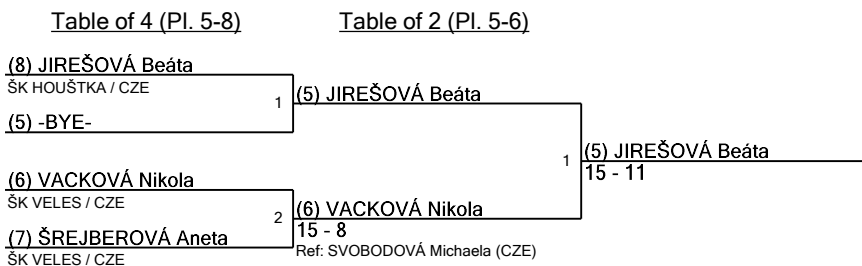 Table of 4 (Pl. 5-8)
Table of 2 (Pl. 5-6)
(8) JIREŠOVÁ Beáta
ŠK HOUŠTKA / CZE
1
(5) JIREŠOVÁ Beáta
(5) -BYE-
1
(5) JIREŠOVÁ Beáta
15 - 11
(6) VACKOVÁ Nikola
ŠK VELES / CZE
2
(6) VACKOVÁ Nikola
15 - 8
Ref: SVOBODOVÁ Michaela (CZE)
(7) ŠREJBEROVÁ Aneta
ŠK VELES / CZE